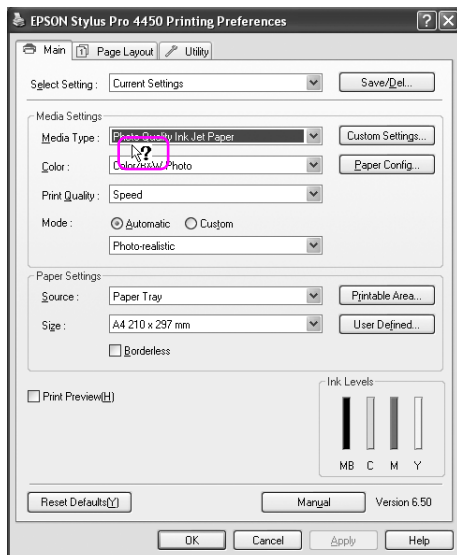 EPSON Stylus Pro 4450 Printing Preferences
Main Page Layout Utility
Select Setting : Current Settings Save/Del...
Media Settings
Media Type : Photo Quality Ink Jet Paper Custom Settings...
Color : Color/B&W Photo Paper Config...
Print Quality : Speed
Mode : Automatic Custom
Photo-realistic
Paper Settings
Source : Paper Tray Printable Area...
Size : A4 210 x 297 mm User Defined...
Borderless
Print Preview(H)
Ink Levels
MB C M Y
Reset Defaults(Y) Manual Version 6.50
OK Cancel Apply Help